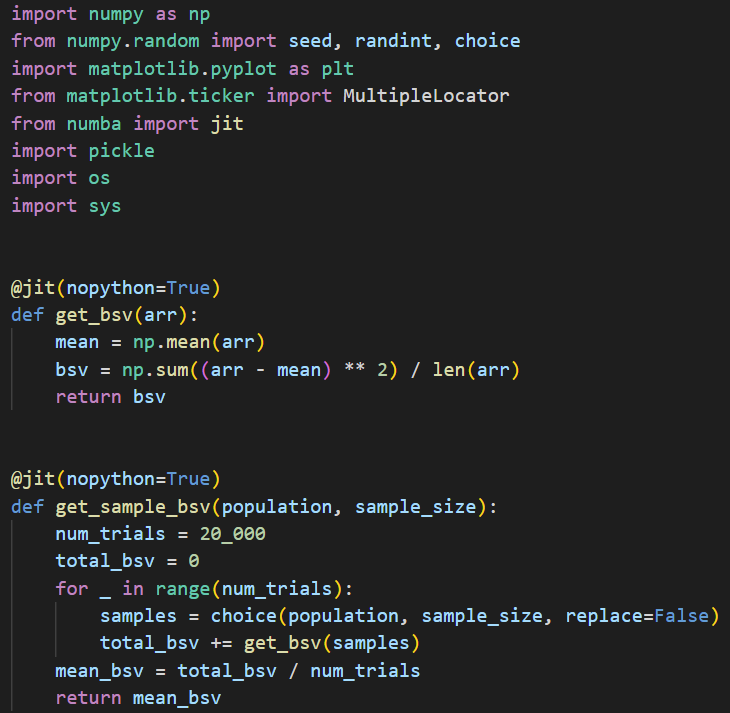 import numpy as np
from numpy.random import seed, randint, choice
import matplotlib.pyplot as plt
from matplotlib.ticker import MultipleLocator
from numba import jit
import pickle
import os
import sys
@jit(nopython=True)
def get_bsv(arr):
    mean = np.mean(arr)
    bsv = np.sum((arr - mean) ** 2) / len(arr)
    return bsv
@jit(nopython=True)
def get_sample_bsv(population, sample_size):
    num_trials = 20_000
    total_bsv = 0
    for _ in range(num_trials):
        samples = choice(population, sample_size, replace=False)
        total_bsv += get_bsv(samples)
    mean_bsv = total_bsv / num_trials
    return mean_bsv